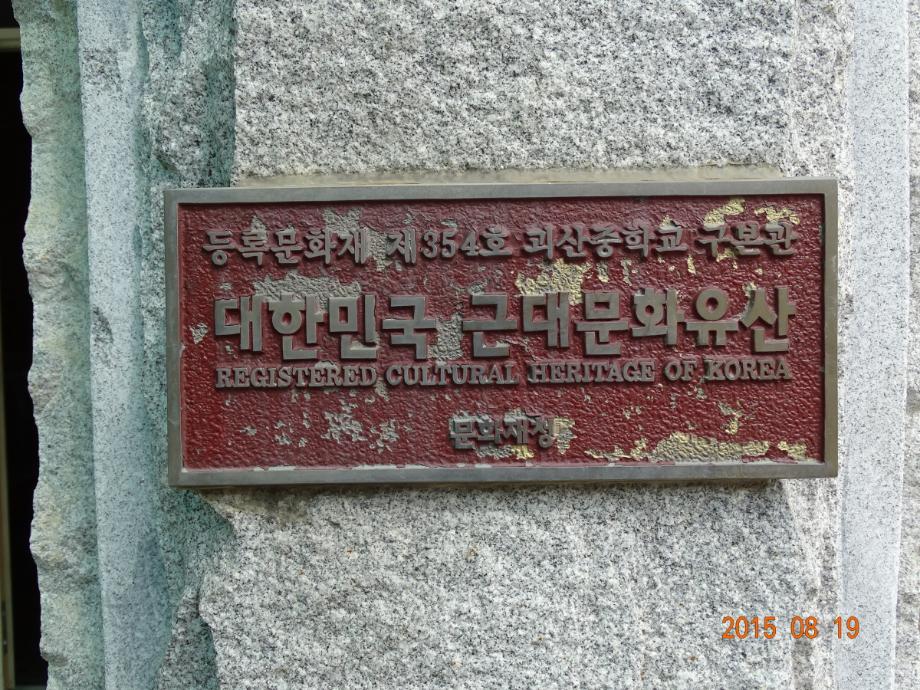 등록문화재 제354호 괴산중학교 구본관
대한민국 근대문화유산
REGISTERED CULTURAL HERITAGE OF KOREA
문화재청
2015 08 19